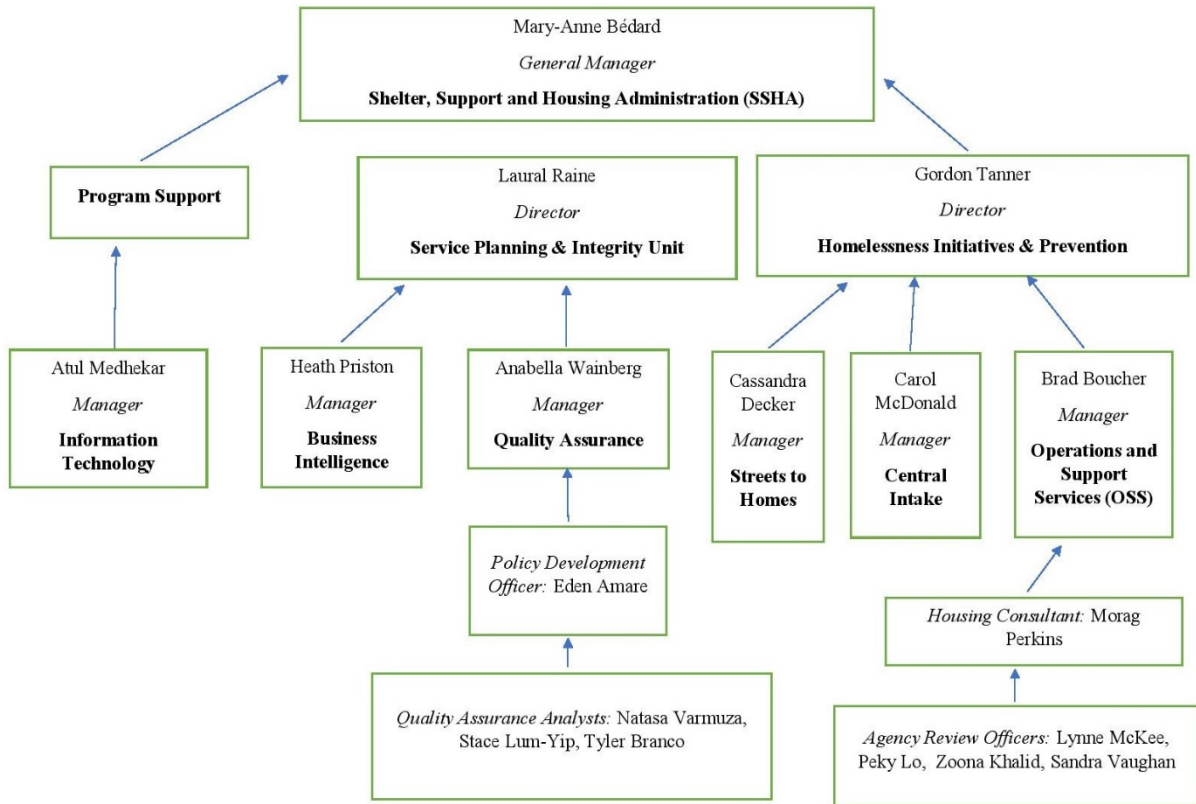 Mary-Anne Bédard
General Manager
Shelter, Support and Housing Administration (SSHA)
Program Support
Laural Raine
Director
Service Planning & Integrity Unit
Gordon Tanner
Director
Homelessness Initiatives & Prevention
Atul Medhekar
Manager
Information
Technology
Heath Priston
Manager
Business
Intelligence
Anabella Wainberg
Manager
Quality Assurance
Cassandra
Decker
Manager
Streets to
Homes
Carol
McDonald
Manager
Central
Intake
Brad Boucher
Manager
Operations and
Support
Services (OSS)
Policy Development
Officer: Eden Amare
Housing Consultant: Morag
Perkins
Quality Assurance Analysts: Natasa Varmuza,
Stace Lum-Yip, Tyler Branco
Agency Review Officers: Lynne McKee,
Peky Lo, Zoona Khalid, Sandra Vaughan